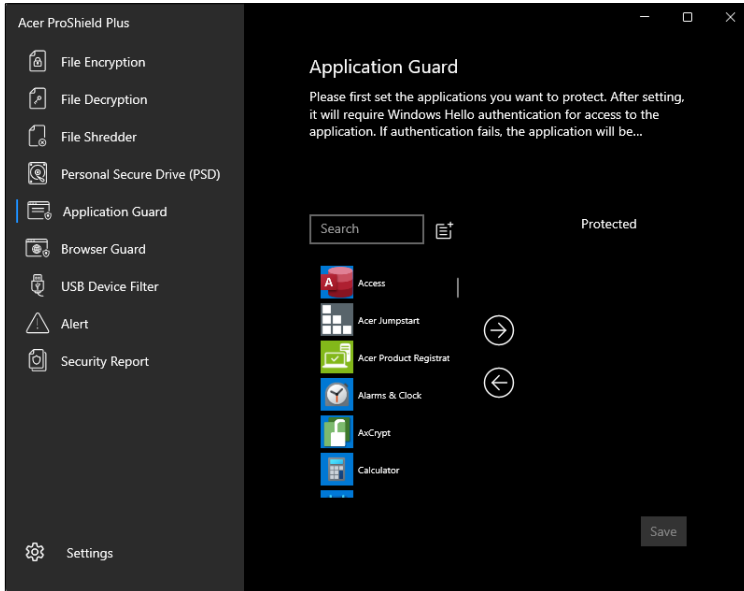 Acer ProShield Plus
File Encryption
File Decryption
File Shredder
Personal Secure Drive (PSD)
Application Guard
Browser Guard
USB Device Filter
Alert
Security Report
Settings
Application Guard
Please first set the applications you want to protect. After setting,
it will require Windows Hello authentication for access to the
application. If authentication fails, the application will be...
Search
Protected
A
Access
Acer Jumpstart
Acer Product Registrat
Alarms & Clock
AxCrypt
Calculator
Save